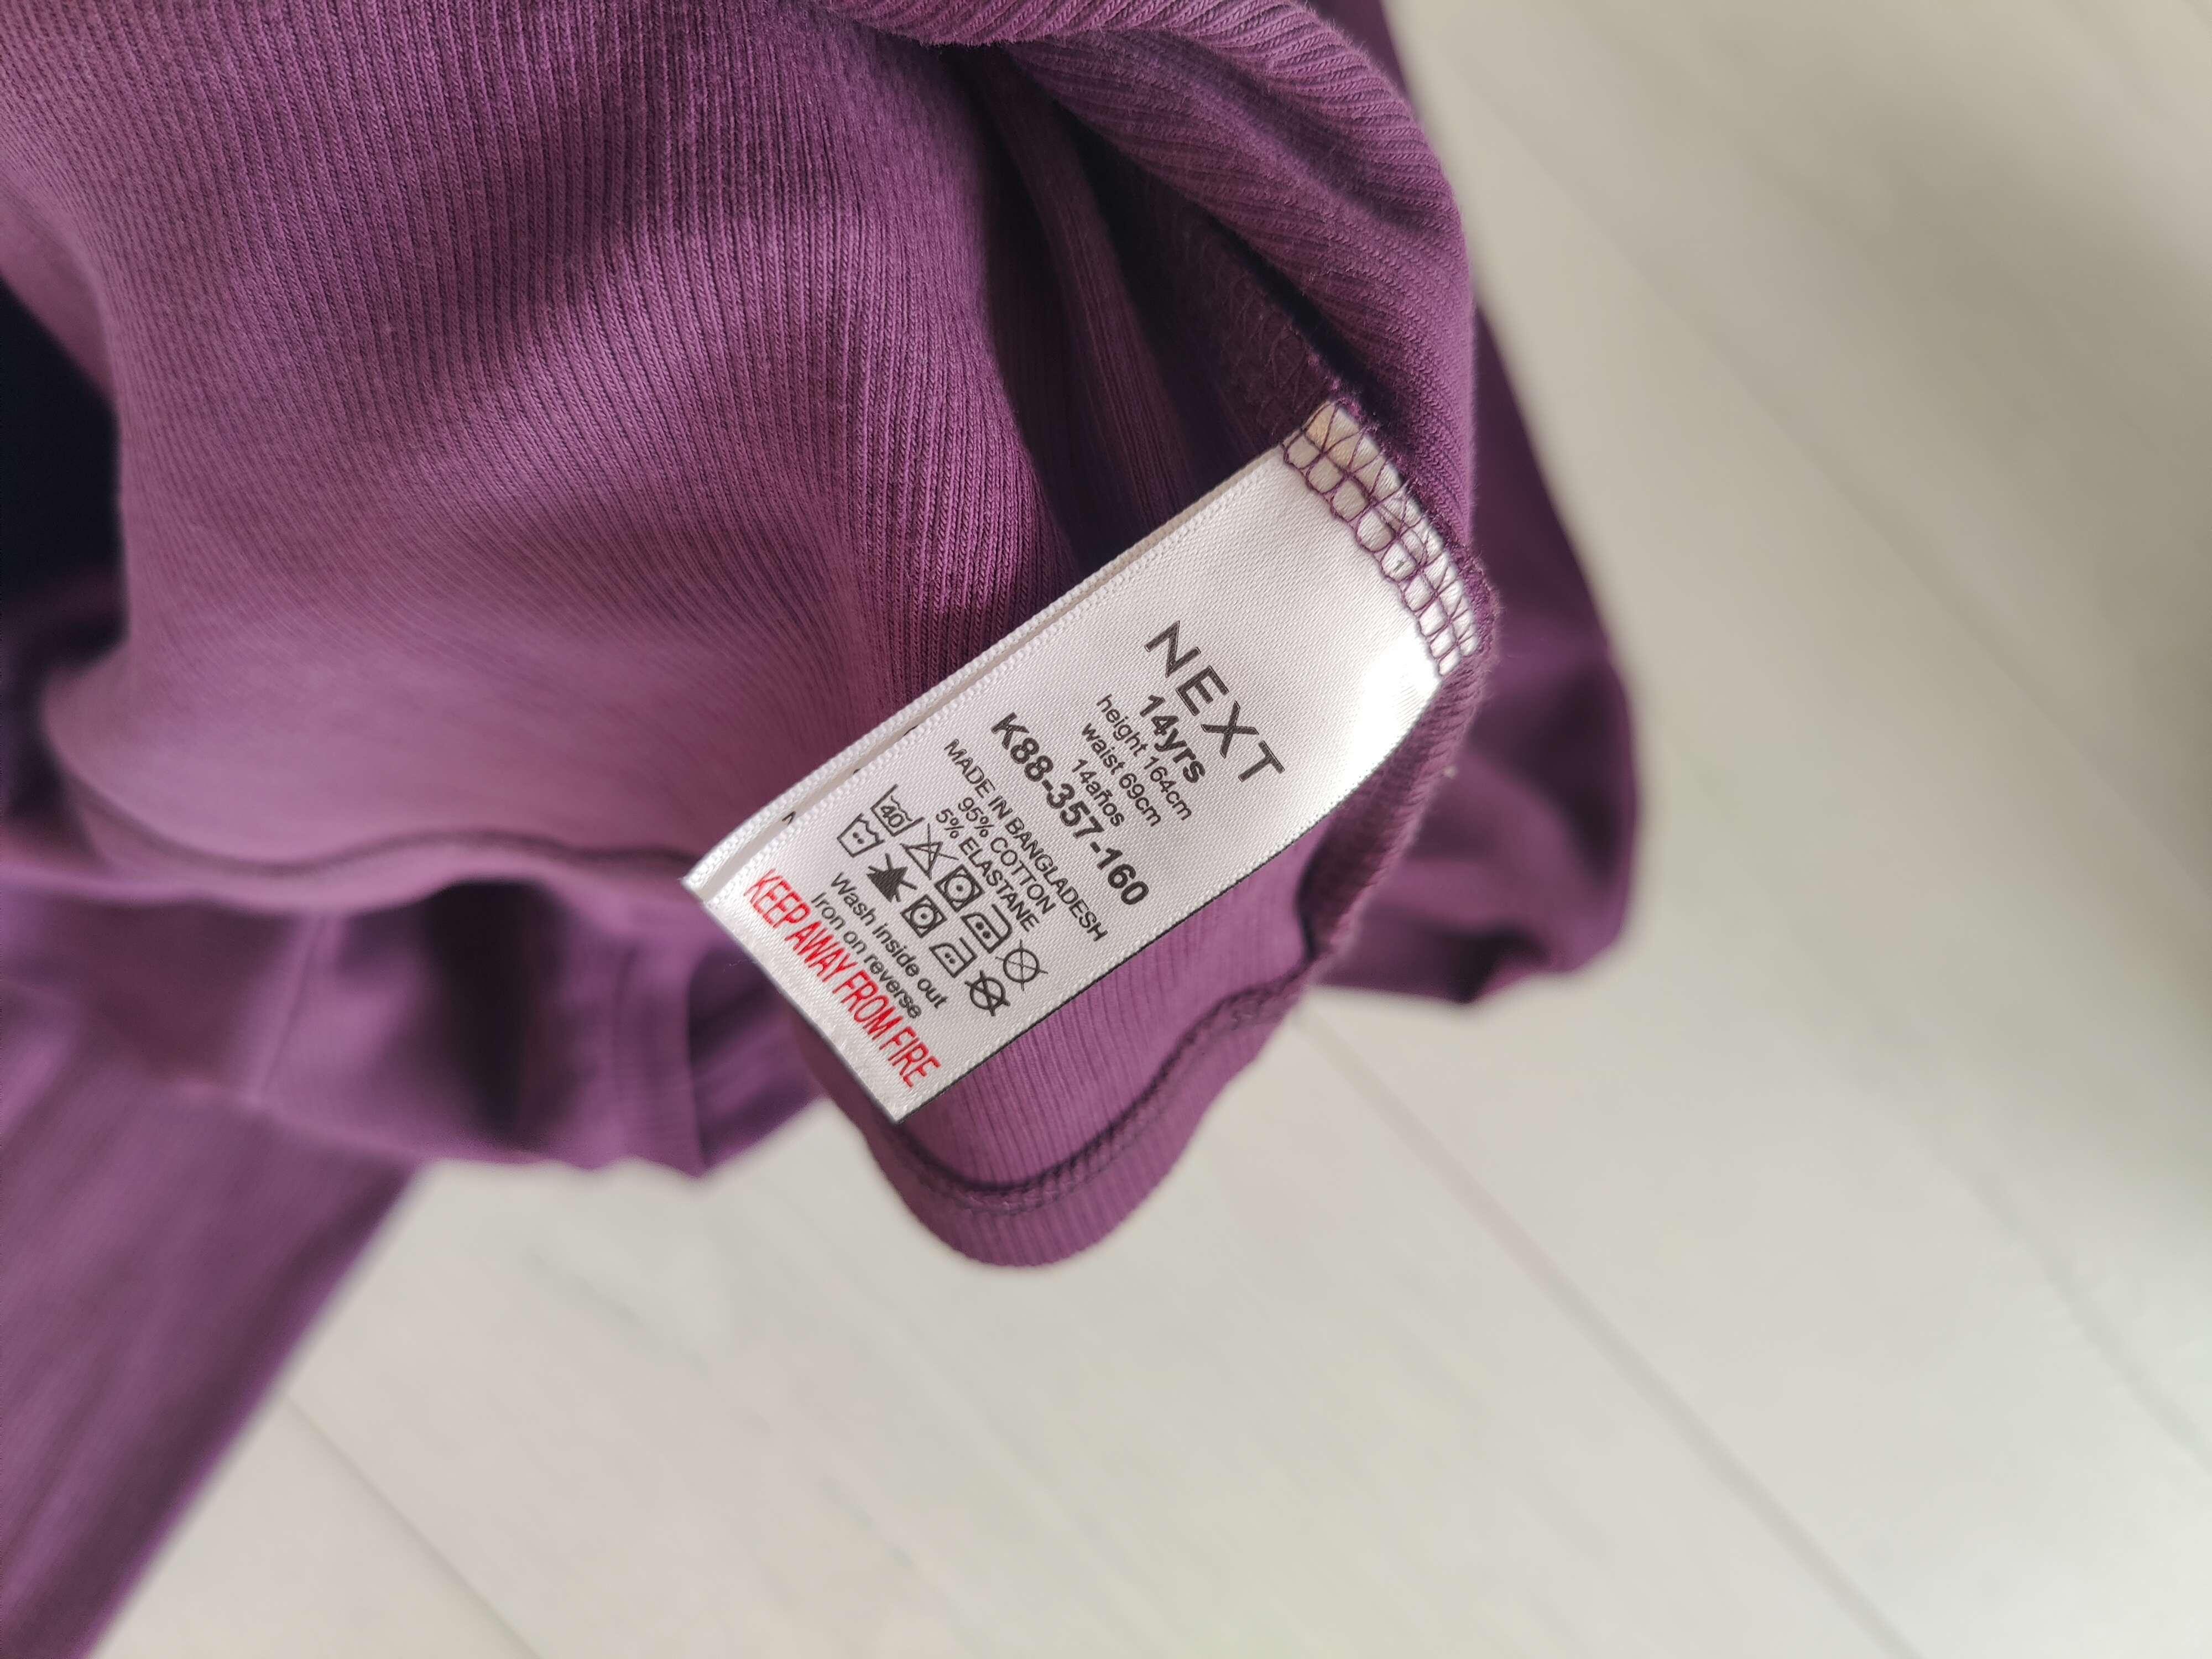 NEXT
14yrs
height 164cm
waist 69cm
14años
K88-357-160
MADE IN BANGLADESH
95% COTTON
5% ELASTANE
40
Wash inside out
Iron on reverse
KEEP AWAY FROM FIRE